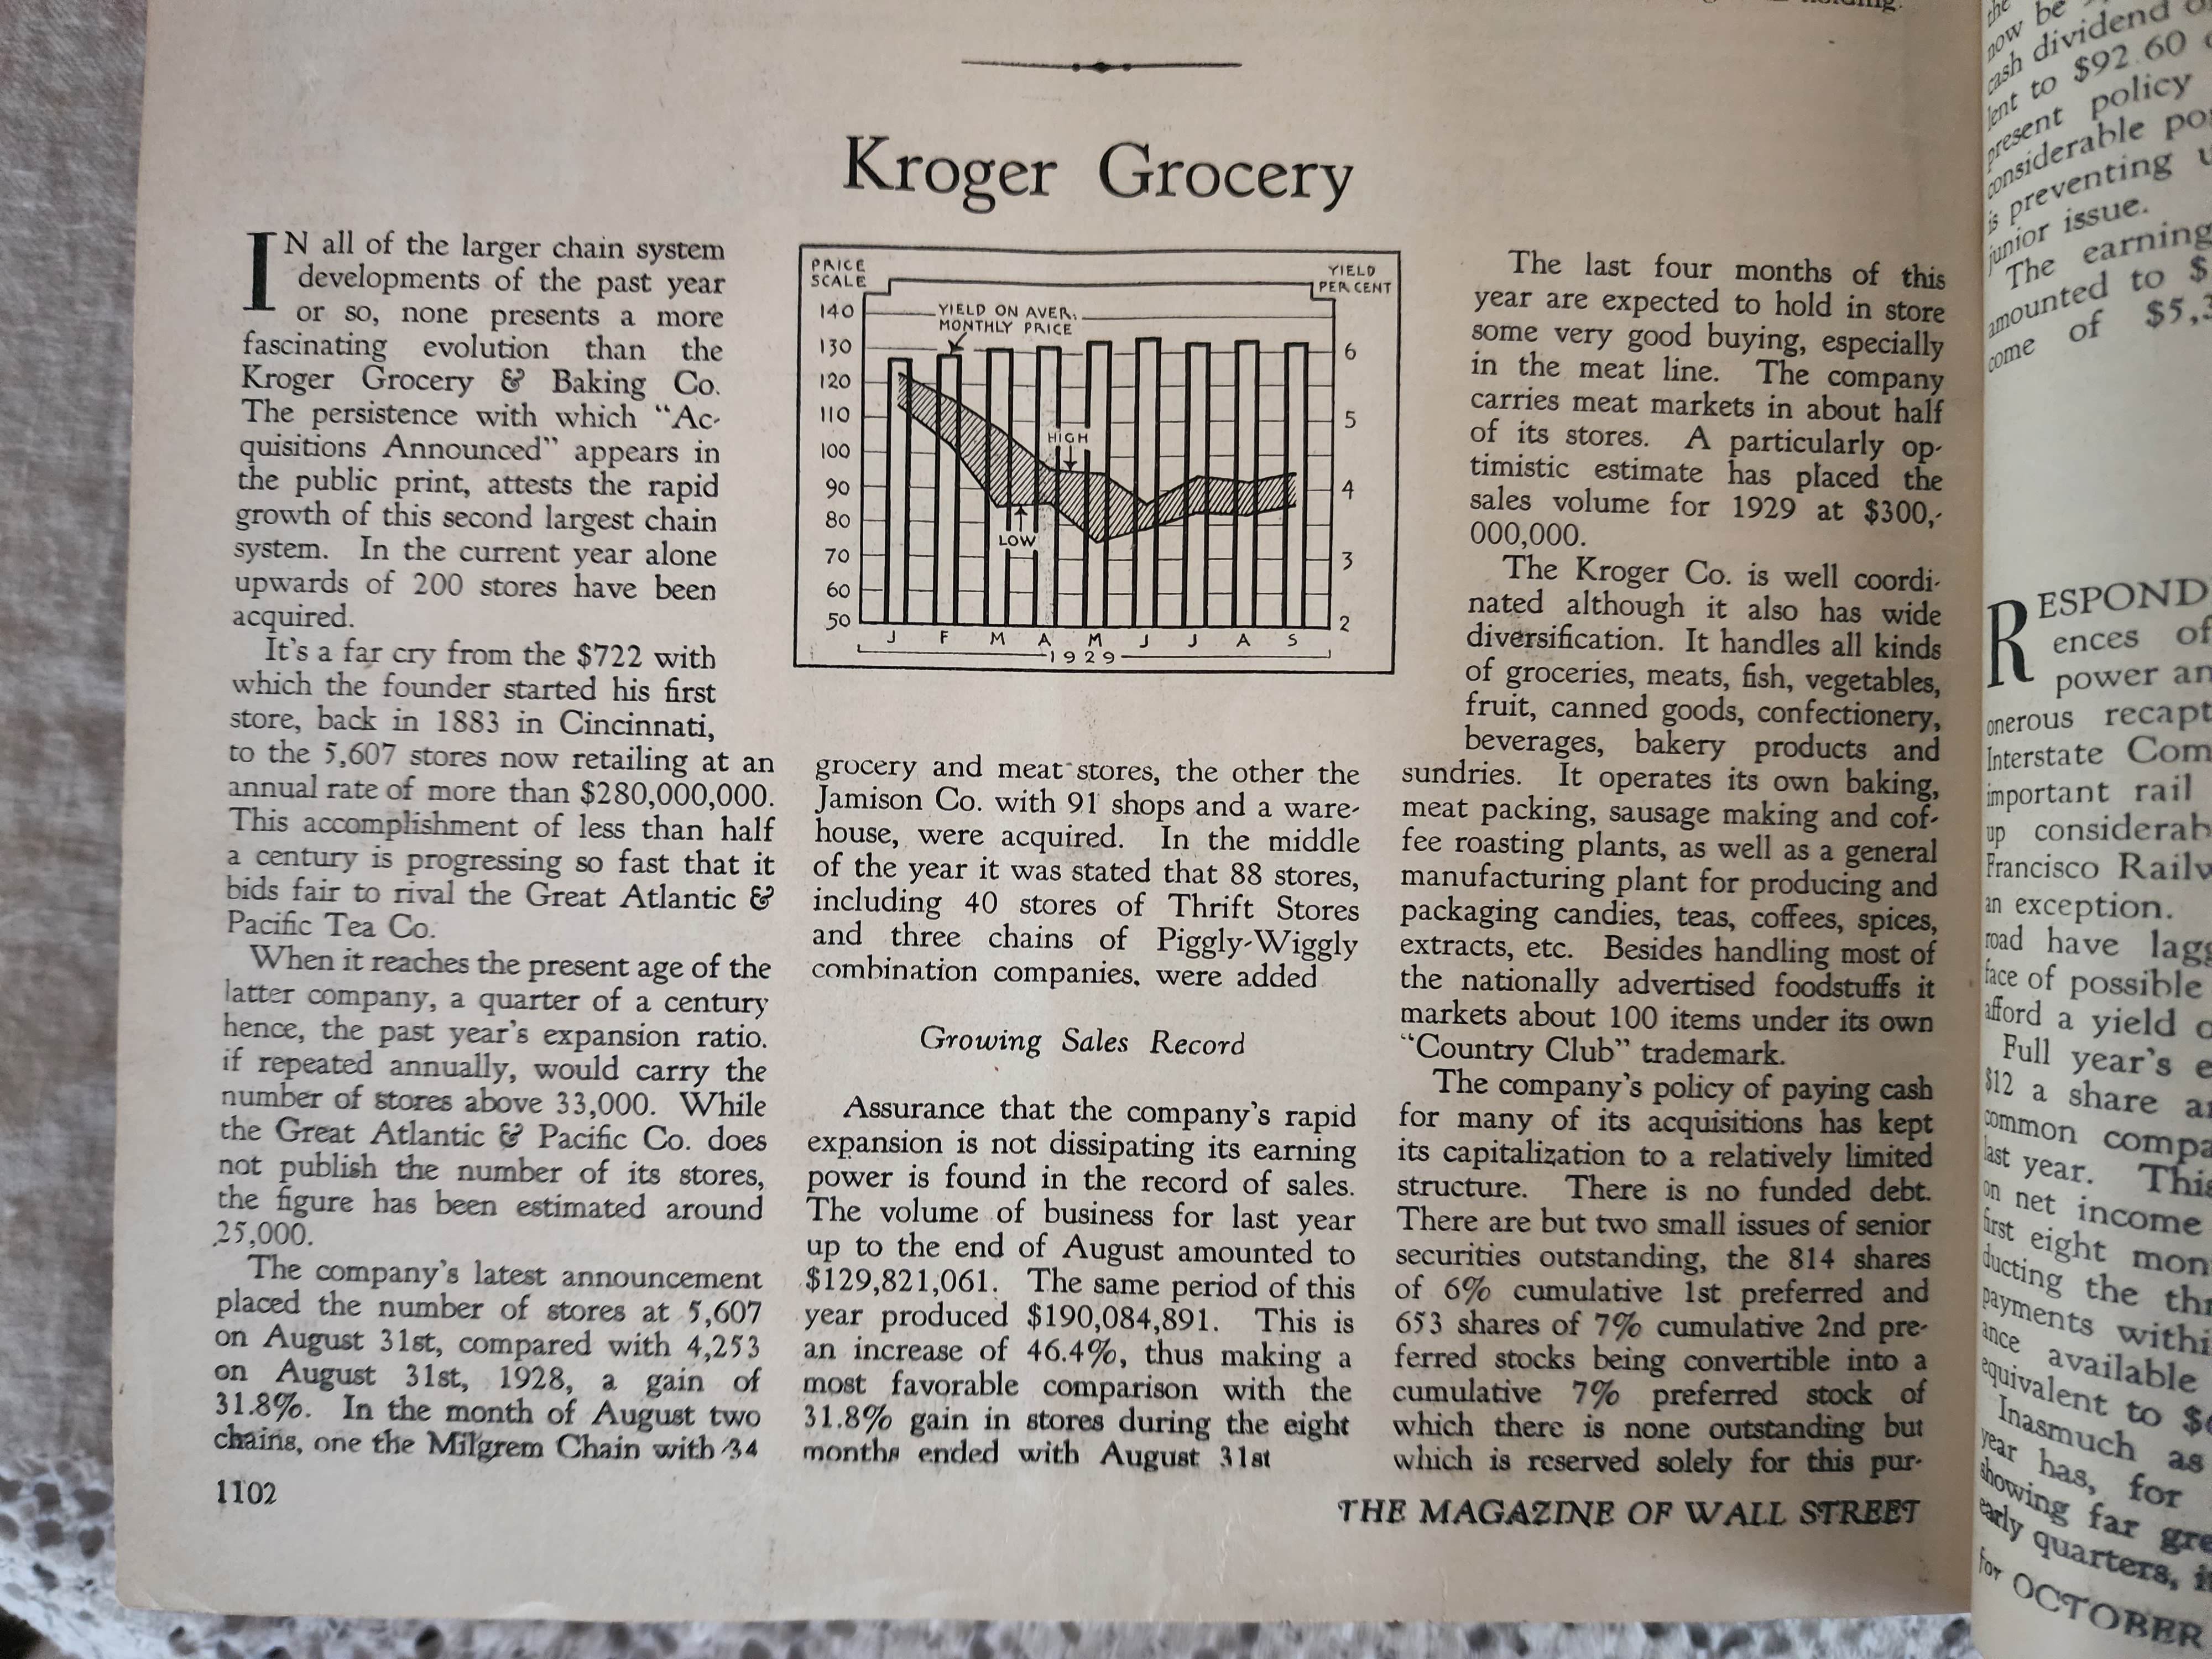 holding.
Kroger Grocery
IN all of the larger chain system
developments of the past year
or so, none presents a more
fascinating evolution than the
Kroger Grocery & Baking Co.
The persistence with which "Ac-
quisitions Announced" appears in
the public print, attests the rapid
growth of this second largest chain
system. In the current year alone
upwards of 200 stores have been
acquired.
It's a far cry from the $722 with
which the founder started his first
store, back in 1883 in Cincinnati,
to the 5,607 stores now retailing at an
annual rate of more than $280,000,000.
This accomplishment of less than half
a century is progressing so fast that it
bids fair to rival the Great Atlantic &
Pacific Tea Co.
When it reaches the present age of the
latter company, a quarter of a century
hence, the past year's expansion ratio.
if repeated annually, would carry the
number of stores above 33,000. While
the Great Atlantic & Pacific Co. does
not publish the number of its stores,
the figure has been estimated around
25,000.
The company's latest announcement
placed the number of stores at 5,607
on August 31st, compared with 4,253
on August 31st, 1928, a gain of
31.8%. In the month of August two
chains, one the Milgrem Chain with 34
1102
PRICE
SCALE
YIELD
PER CENT
YIELD ON AVER.
MONTHLY PRICE
140
130
120
110
100
90
80
70
60
50
HIGH
LOW
6
5
4
3
2
J F M A M J J A S
1929
grocery and meat stores, the other the
Jamison Co. with 91 shops and a ware-
house, were acquired. In the middle
of the year it was stated that 88 stores,
including 40 stores of Thrift Stores
and three chains of Piggly-Wiggly
combination companies, were added
Growing Sales Record
Assurance that the company's rapid
expansion is not dissipating its earning
power is found in the record of sales.
The volume of business for last year
up to the end of August amounted to
$129,821,061. The same period of this
year produced $190,084,891. This is
an increase of 46.4%, thus making a
most favorable comparison with the
31.8% gain in stores during the eight
months ended with August 31st
The last four months of this
year are expected to hold in store
some very good buying, especially
in the meat line. The company
carries meat markets in about half
of its stores. A particularly op-
timistic estimate has placed the
sales volume for 1929 at $300,-
000,000.
The Kroger Co. is well coordi-
nated although it also has wide
diversification. It handles all kinds
of groceries, meats, fish, vegetables,
fruit, canned goods, confectionery,
beverages, bakery products and
sundries. It operates its own baking,
meat packing, sausage making and cof-
fee roasting plants, as well as a general
manufacturing plant for producing and
packaging candies, teas, coffees, spices,
extracts, etc. Besides handling most of
the nationally advertised foodstuffs it
markets about 100 items under its own
"Country Club" trademark.
The company's policy of paying cash
for many of its acquisitions has kept
its capitalization to a relatively limited
structure. There is no funded debt.
There are but two small issues of senior
securities outstanding, the 814 shares
of 6% cumulative 1st preferred and
653 shares of 7% cumulative 2nd pre-
ferred stocks being convertible into a
cumulative 7% preferred stock of
which there is none outstanding but
which is reserved solely for this pur-
THE MAGAZINE OF WALL STREET
the
now be
cash dividend
lent to $92.60
present policy
considerable
is preventing
junior issue.
The earning
amounted to $
come of $5,3
RESPOND
ences of
power an
onerous recapt
Interstate Com
important rail
up considerab
Francisco Railw
an exception.
road have lagg
face of possible
afford a yield
Full year's
$12 a share
common compa
last year. This
on net income
first eight mon
ducting the
payments withi
ance available
equivalent to $
Inasmuch as
year has, for
showing far gre
early quarters,
for OCTOBER